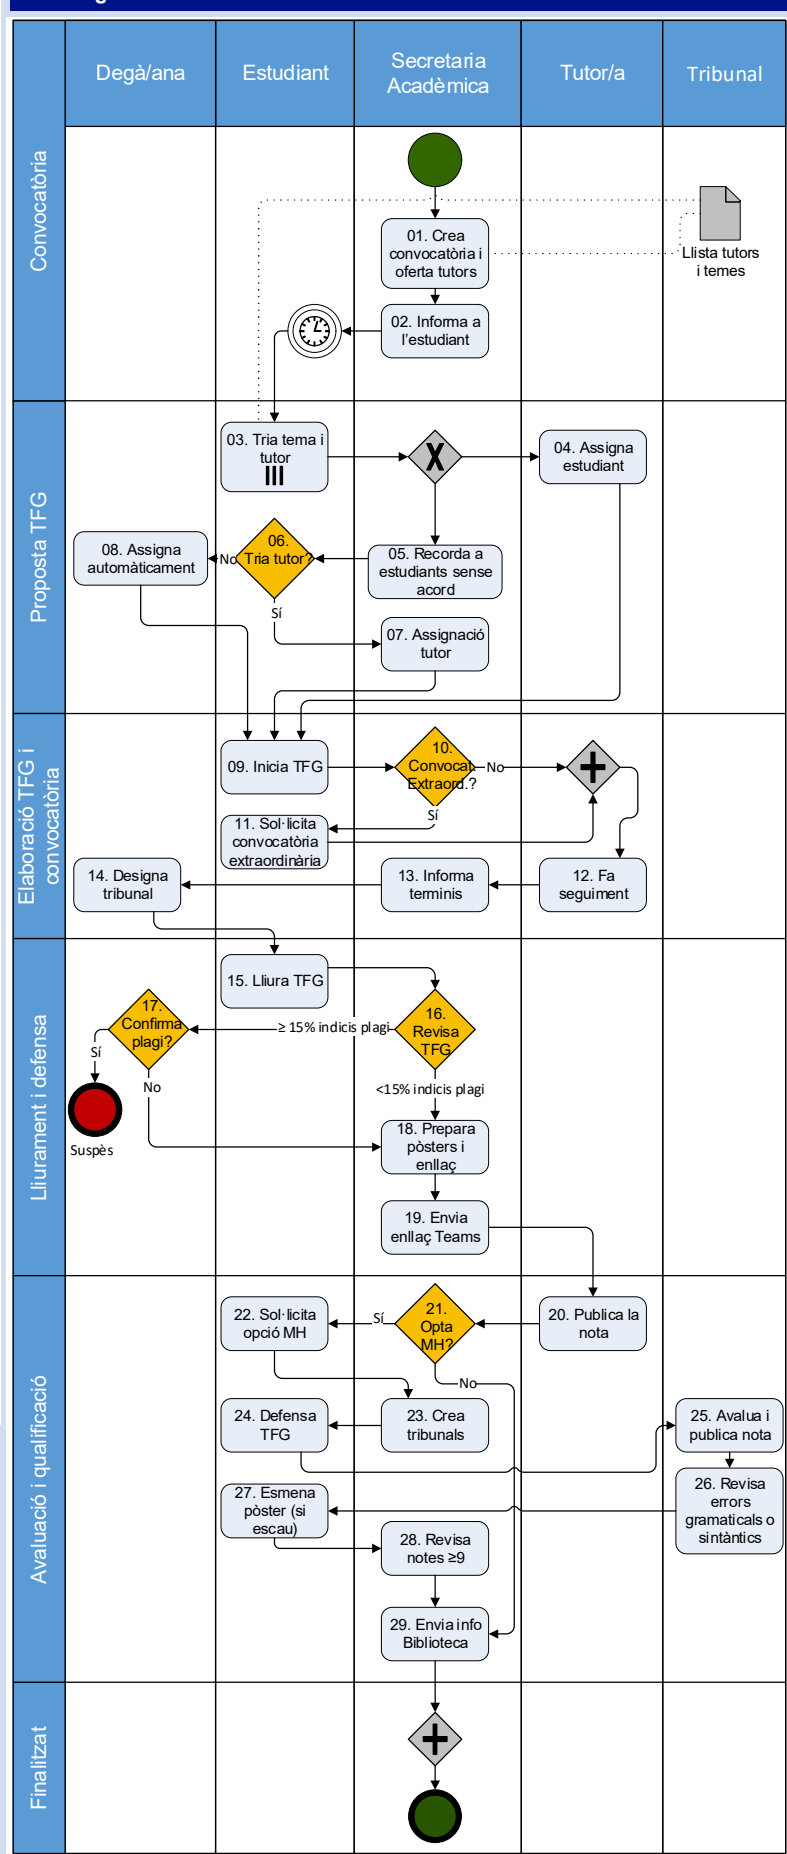 Degà/ana
Estudiant
Secretaria
Acadèmica
Tutor/a
Tribunal
Convocatòria
01. Crea
convocatòria i
oferta tutors
Llista tutors
i temes
02. Informa a
l'estudiant
Proposta TFG
03. Tria tema i
tutor
X
04. Assigna
estudiant
05. Recorda a
estudiants sense
acord
06.
Tria tutor?
No
08. Assigna
automàticament
Sí
07. Assignació
tutor
Elaboració TFG i
convocatòria
09. Inicia TFG
10.
Convocat.
Extraord.?
No
Sí
11. Sol·licita
convocatòria
extraordinària
12. Fa
seguiment
13. Informa
terminis
14. Designa
tribunal
Lliurament i defensa
15. Lliura TFG
16.
Revisa
TFG
≥ 15% indicis plagi
17.
Confirma
plagi?
Sí
No
Suspès
<15% indicis plagi
18. Prepara
pòsters i
enllaç
19. Envia
enllaç Teams
Avaluació i qualificació
20. Publica la
nota
21.
Opta
MH?
Sí
No
22. Sol·licita
opció MH
23. Crea
tribunals
24. Defensa
TFG
25. Avalua i
publica nota
26. Revisa
errors
gramaticals o
sintàntics
27. Esmena
pòster (si
escau)
28. Revisa
notes ≥9
29. Envia info
Biblioteca
Finalitzat